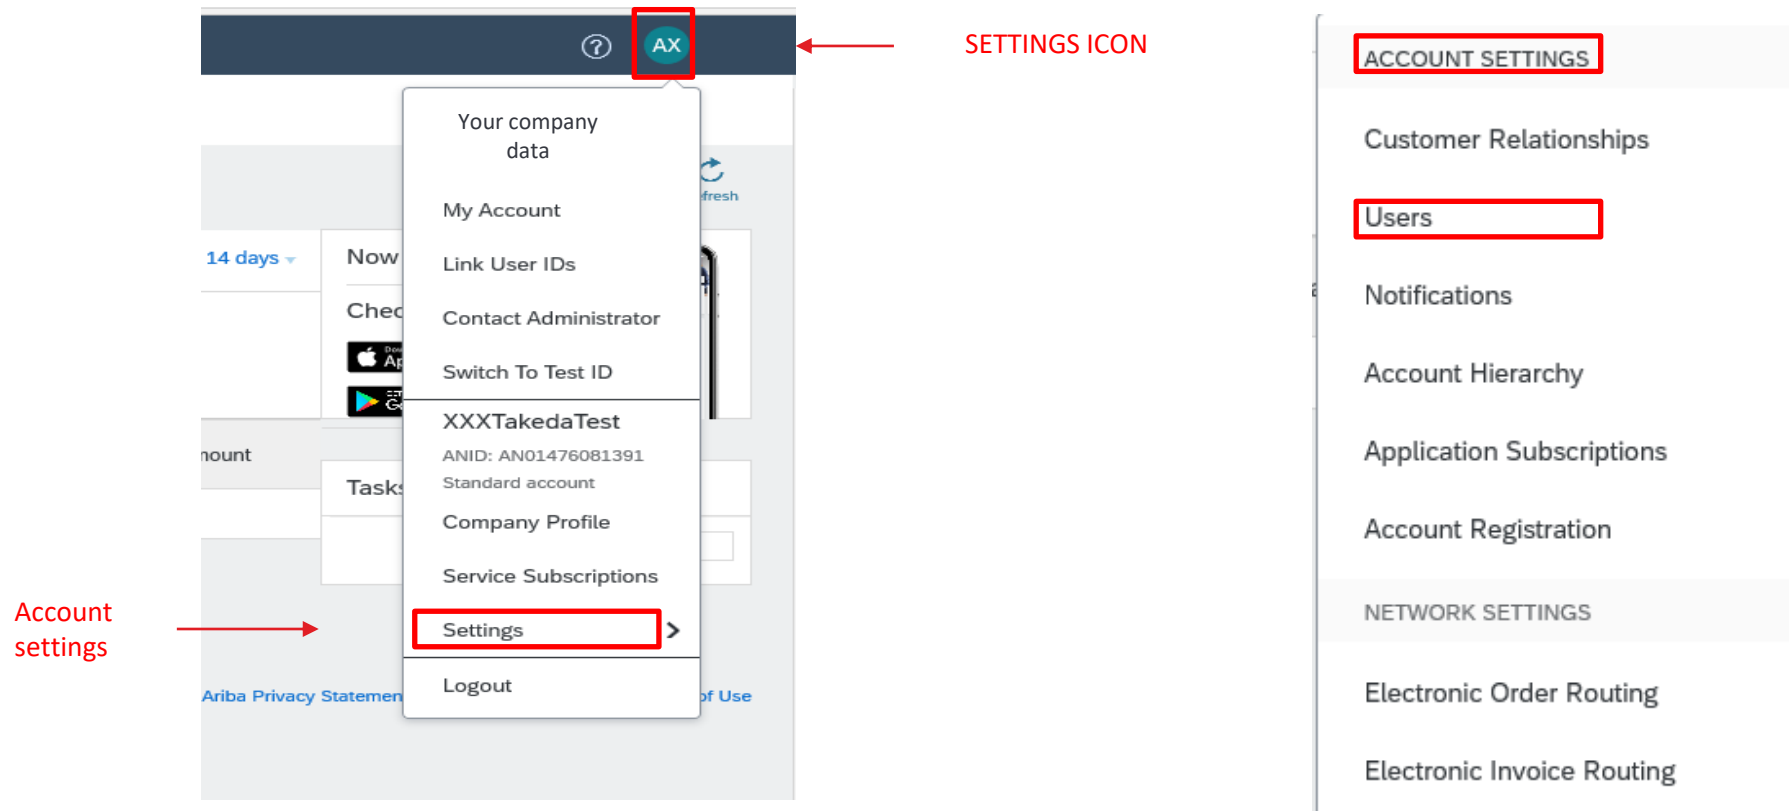 AX
SETTINGS ICON
Your company
data
fresh
My Account
14 days
Now
Link User IDs
Chec
Contact Administrator
Switch To Test ID
XXXTakedaTest
nount
ANID: AN01476081391
Tasks
Standard account
Company Profile
Service Subscriptions
Account
settings
Settings
Logout
Ariba Privacy Statemen
of Use
ACCOUNT SETTINGS
Customer Relationships
Users
Notifications
Account Hierarchy
Application Subscriptions
Account Registration
NETWORK SETTINGS
Electronic Order Routing
Electronic Invoice Routing